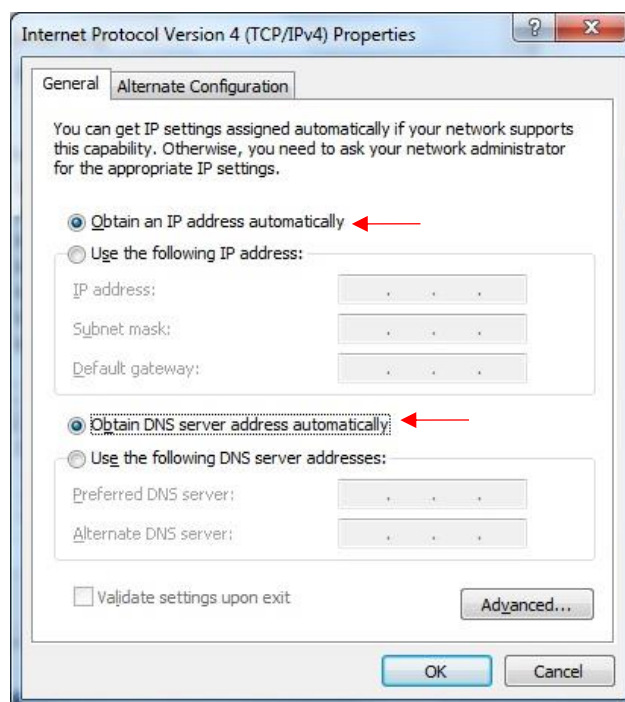 Internet Protocol Version 4 (TCP/IPv4) Properties
?
X
General
Alternate Configuration
You can get IP settings assigned automatically if your network supports
this capability. Otherwise, you need to ask your network administrator
for the appropriate IP settings.
Obtain an IP address automatically
Use the following IP address:
IP address:
Subnet mask:
Default gateway:
Obtain DNS server address automatically
Use the following DNS server addresses:
Preferred DNS server:
Alternate DNS server:
Validate settings upon exit
Advanced...
OK
Cancel